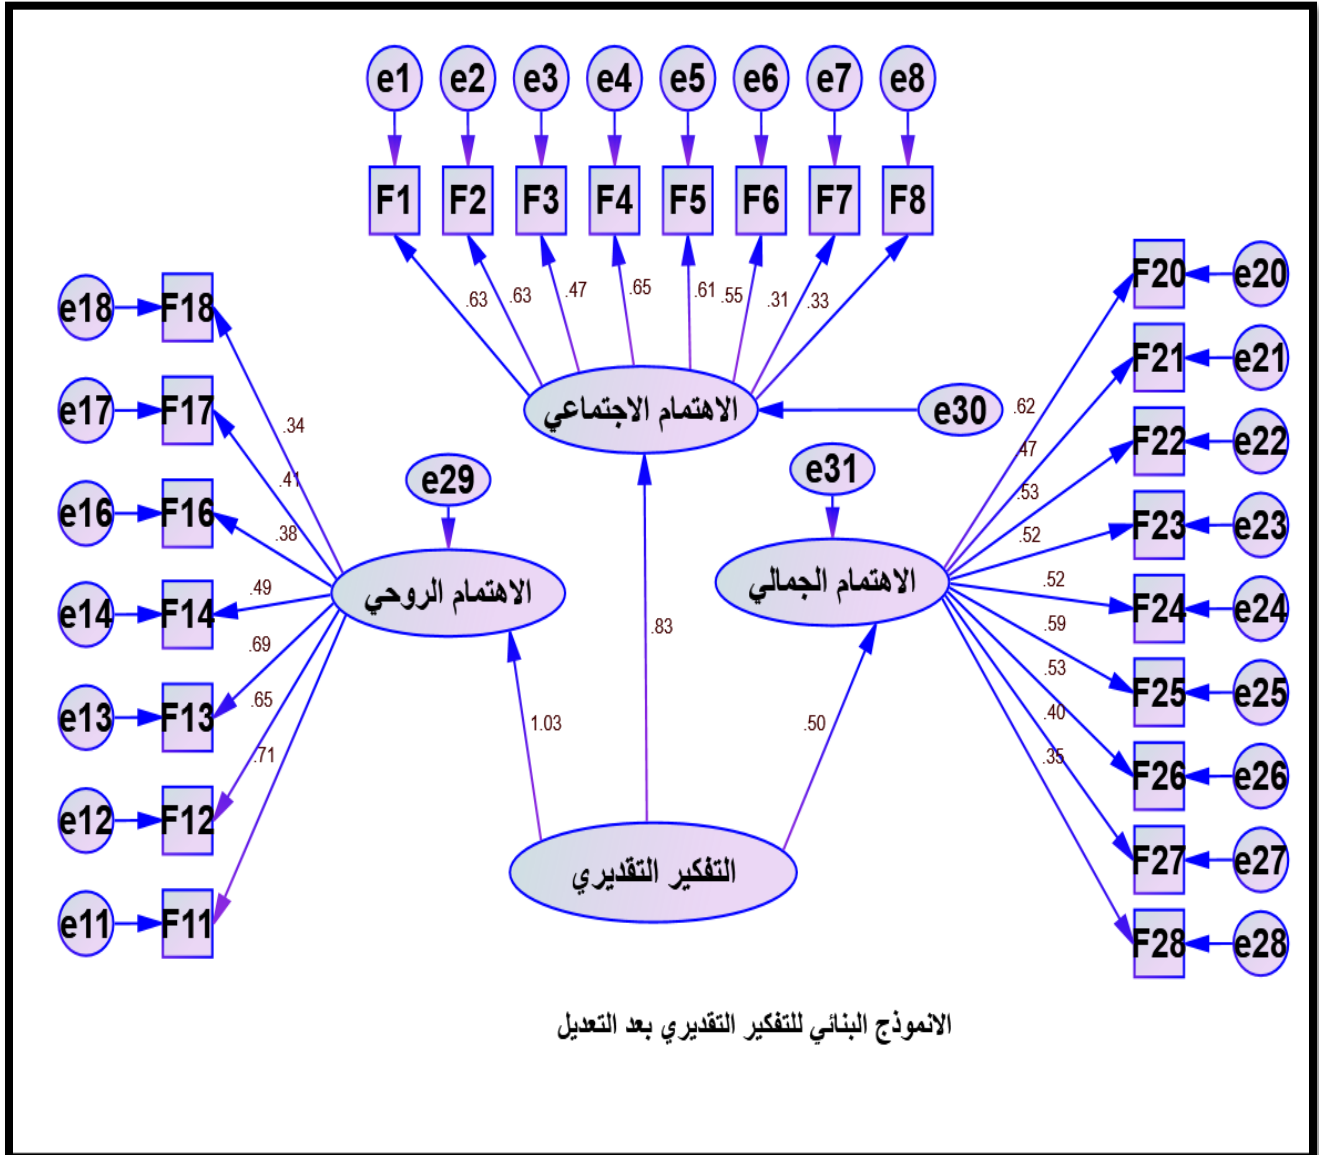 e1 e2 e3 e4 e5 e6 e7 e8
F1 F2 F3 F4 F5 F6 F7 F8
.63 .63 .47 .65 .61 .55 .31 .33
الاهتمام الاجتماعي
e30
e18 F18
e17 F17
e16 F16
e14 F14
e13 F13
e12 F12
e11 F11
.34
.41
.38
.49
.69
.65
.71
e29
الاهتمام الروحي
e31
الاهتمام الجمالي
.62
.47
.53
.52
.52
.59
.53
.40
.35
F20 e20
F21 e21
F22 e22
F23 e23
F24 e24
F25 e25
F26 e26
F27 e27
F28 e28
1.03 .83 .50
التفكير التقديري
الانموذج البنائي للتفكير التقديري بعد التعديل